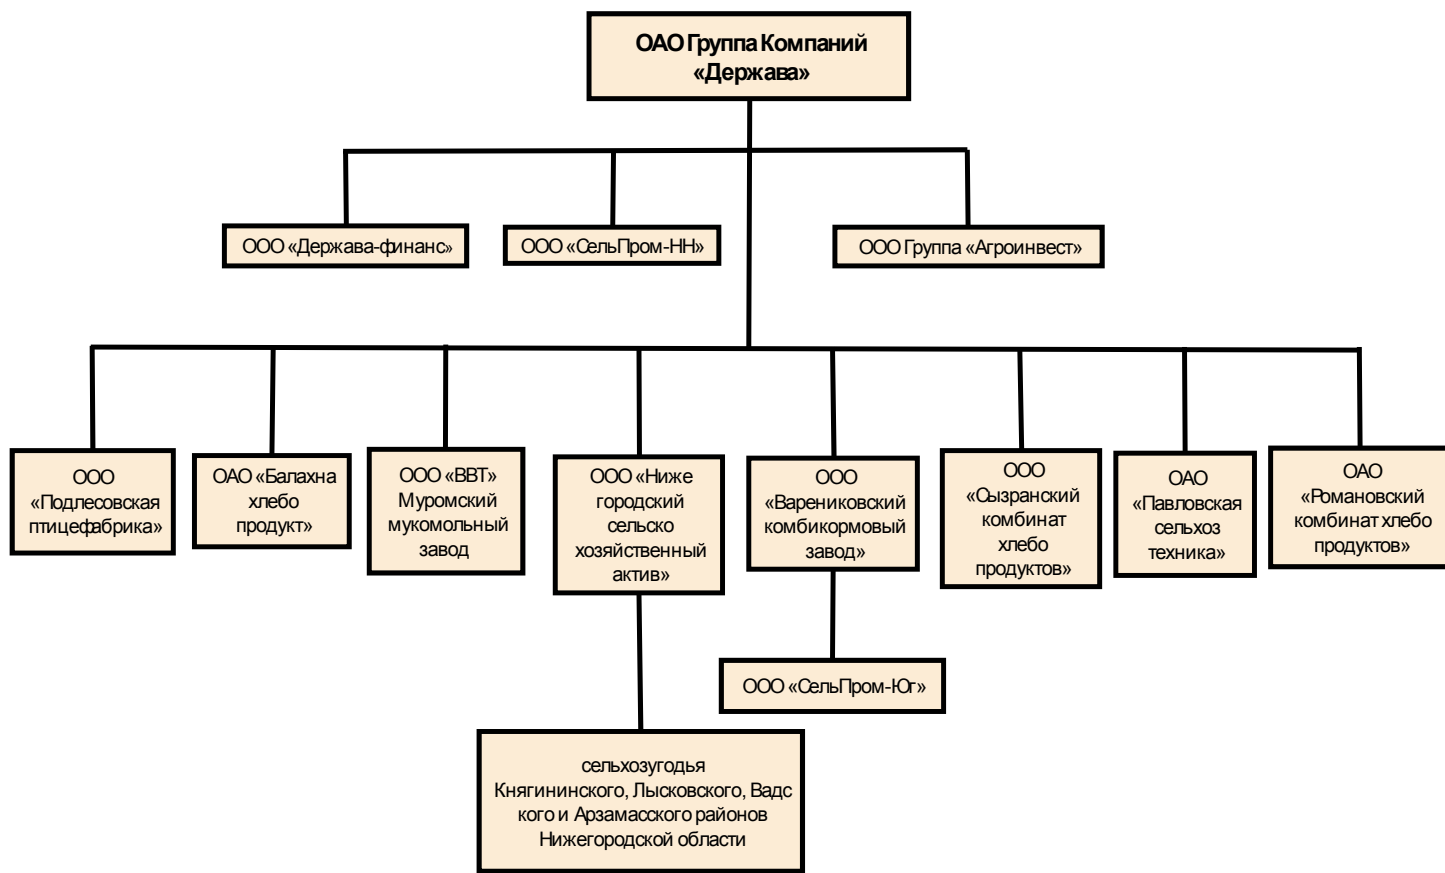 ОАО Группа Компаний
«Держава»
ООО «Держава-финанс»
ООО «СельПром-НН»
ООО Группа «Агроинвест»
ООО
«Подлесовская
птицефабрика»
ОАО «Балахна
хлебо
продукт»
ООО «ВВТ»
Муромский
мукомольный
завод
ООО «Ниже
городский
сельско
хозяйственный
актив»
ООО
«Варениковский
комбикормовый
завод»
ООО
«Сызранский
комбинат
хлебо
продуктов»
ОАО
«Павловская
сельхоз
техника»
ОАО
«Романовский
комбинат хлебо
продуктов»
ООО «СельПром-Юг»
сельхозугодья
Княгининского, Лысковского, Вадс
кого и Арзамасского районов
Нижегородской области